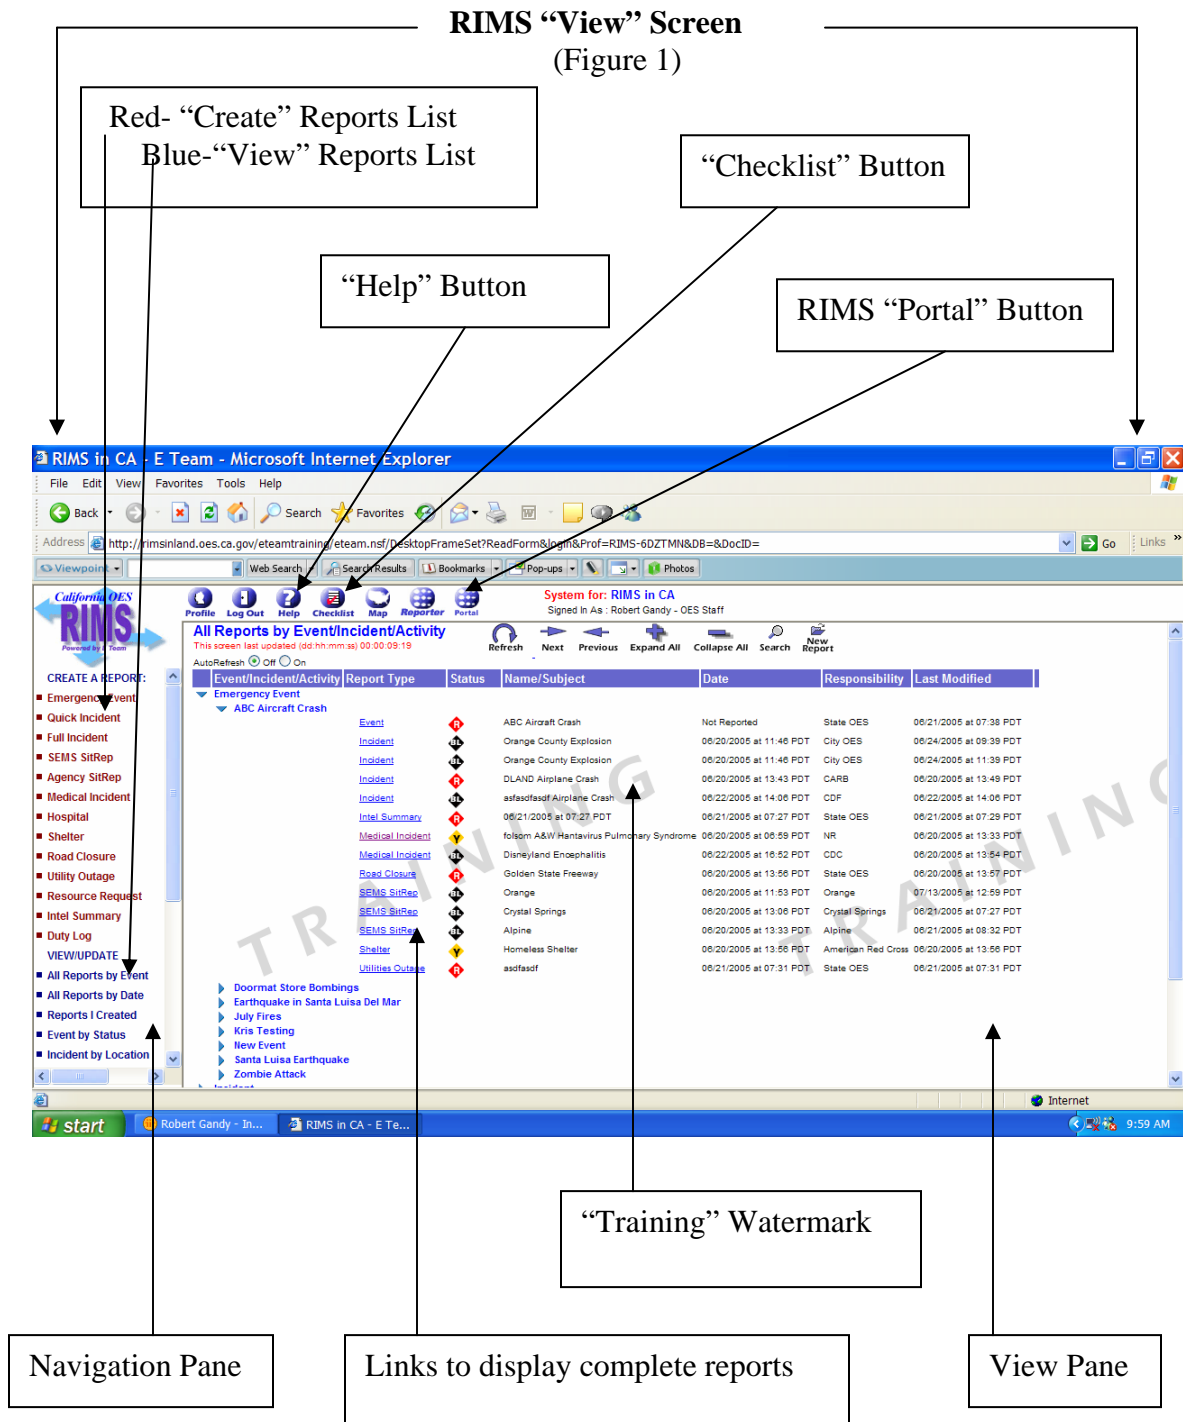 RIMS “View” Screen
(Figure 1)
Red- “Create” Reports List
Blue-“View” Reports List
“Checklist” Button
“Help” Button
RIMS “Portal” Button
RIMS in CA - E Team - Microsoft Internet Explorer
File Edit View Favorites Tools Help
Back Search Favorites
Address http://rimsinland.oes.ca.gov/eteamtraining/eteam.nsf/DesktopFrameSet?ReadForm&login&Prof=RIMS-6DZTMN&DB=&DocID= Go Links »
Viewpoint Web Search Search Results Bookmarks Pop-ups Photos
California OES
RIMS
Powered by E Team
Profile Log Out Help Checklist Map Reporter Portal
System for: RIMS in CA
Signed In As : Robert Gandy - OES Staff
All Reports by Event/Incident/Activity
This screen last updated (dd:hh:mm:ss) 00:00:09:19
AutoRefresh Off On
Refresh Next Previous Expand All Collapse All Search New Report
CREATE A REPORT:
Emergency Event
Quick Incident
Full Incident
SEMS SitRep
Agency SitRep
Medical Incident
Hospital
Shelter
Road Closure
Utility Outage
Resource Request
Intel Summary
Duty Log
VIEW/UPDATE
All Reports by Event
All Reports by Date
Reports I Created
Event by Status
Incident by Location
Event/Incident/Activity Report Type Status Name/Subject Date Responsibility Last Modified
Emergency Event
ABC Aircraft Crash
Event R ABC Aircraft Crash Not Reported State OES 06/21/2005 at 07:38 PDT
Incident BL Orange County Explosion 06/20/2005 at 11:46 PDT City OES 06/24/2005 at 09:39 PDT
Incident BL Orange County Explosion 06/20/2005 at 11:46 PDT City OES 06/24/2005 at 11:39 PDT
Incident R DLAND Airplane Crash 06/20/2005 at 13:43 PDT CARB 06/20/2005 at 13:49 PDT
Incident BL asfasdfasdf Airplane Crash 06/22/2005 at 14:06 PDT CDF 06/22/2005 at 14:06 PDT
Intel Summary R 06/21/2005 at 07:27 PDT 06/21/2005 at 07:27 PDT State OES 06/21/2005 at 07:29 PDT
Medical Incident Y folsom A&W Hantavirus Pulmonary Syndrome 06/20/2005 at 06:59 PDT NR 06/20/2005 at 13:33 PDT
Medical Incident BL Disneyland Encephalitis 06/22/2005 at 16:52 PDT CDC 06/20/2005 at 13:54 PDT
Road Closure R Golden State Freeway 06/20/2005 at 13:56 PDT State OES 06/20/2005 at 13:57 PDT
SEMS SitRep BL Orange 06/20/2005 at 11:53 PDT Orange 07/13/2005 at 12:59 PDT
SEMS SitRep BL Crystal Springs 06/20/2005 at 13:06 PDT Crystal Springs 06/21/2005 at 07:27 PDT
SEMS SitRep BL Alpine 06/20/2005 at 13:33 PDT Alpine 06/21/2005 at 08:32 PDT
Shelter Y Homeless Shelter 06/20/2005 at 13:56 PDT American Red Cross 06/20/2005 at 13:56 PDT
Utilities Outage R asdfasdf 06/21/2005 at 07:31 PDT State OES 06/21/2005 at 07:31 PDT
Doormat Store Bombings
Earthquake in Santa Luisa Del Mar
July Fires
Kris Testing
New Event
Santa Luisa Earthquake
Zombie Attack
Incident
TRAINING
TRAINING
Internet
start Robert Gandy - In... RIMS in CA - E Te... 9:59 AM
“Training” Watermark
Navigation Pane
Links to display complete reports
View Pane